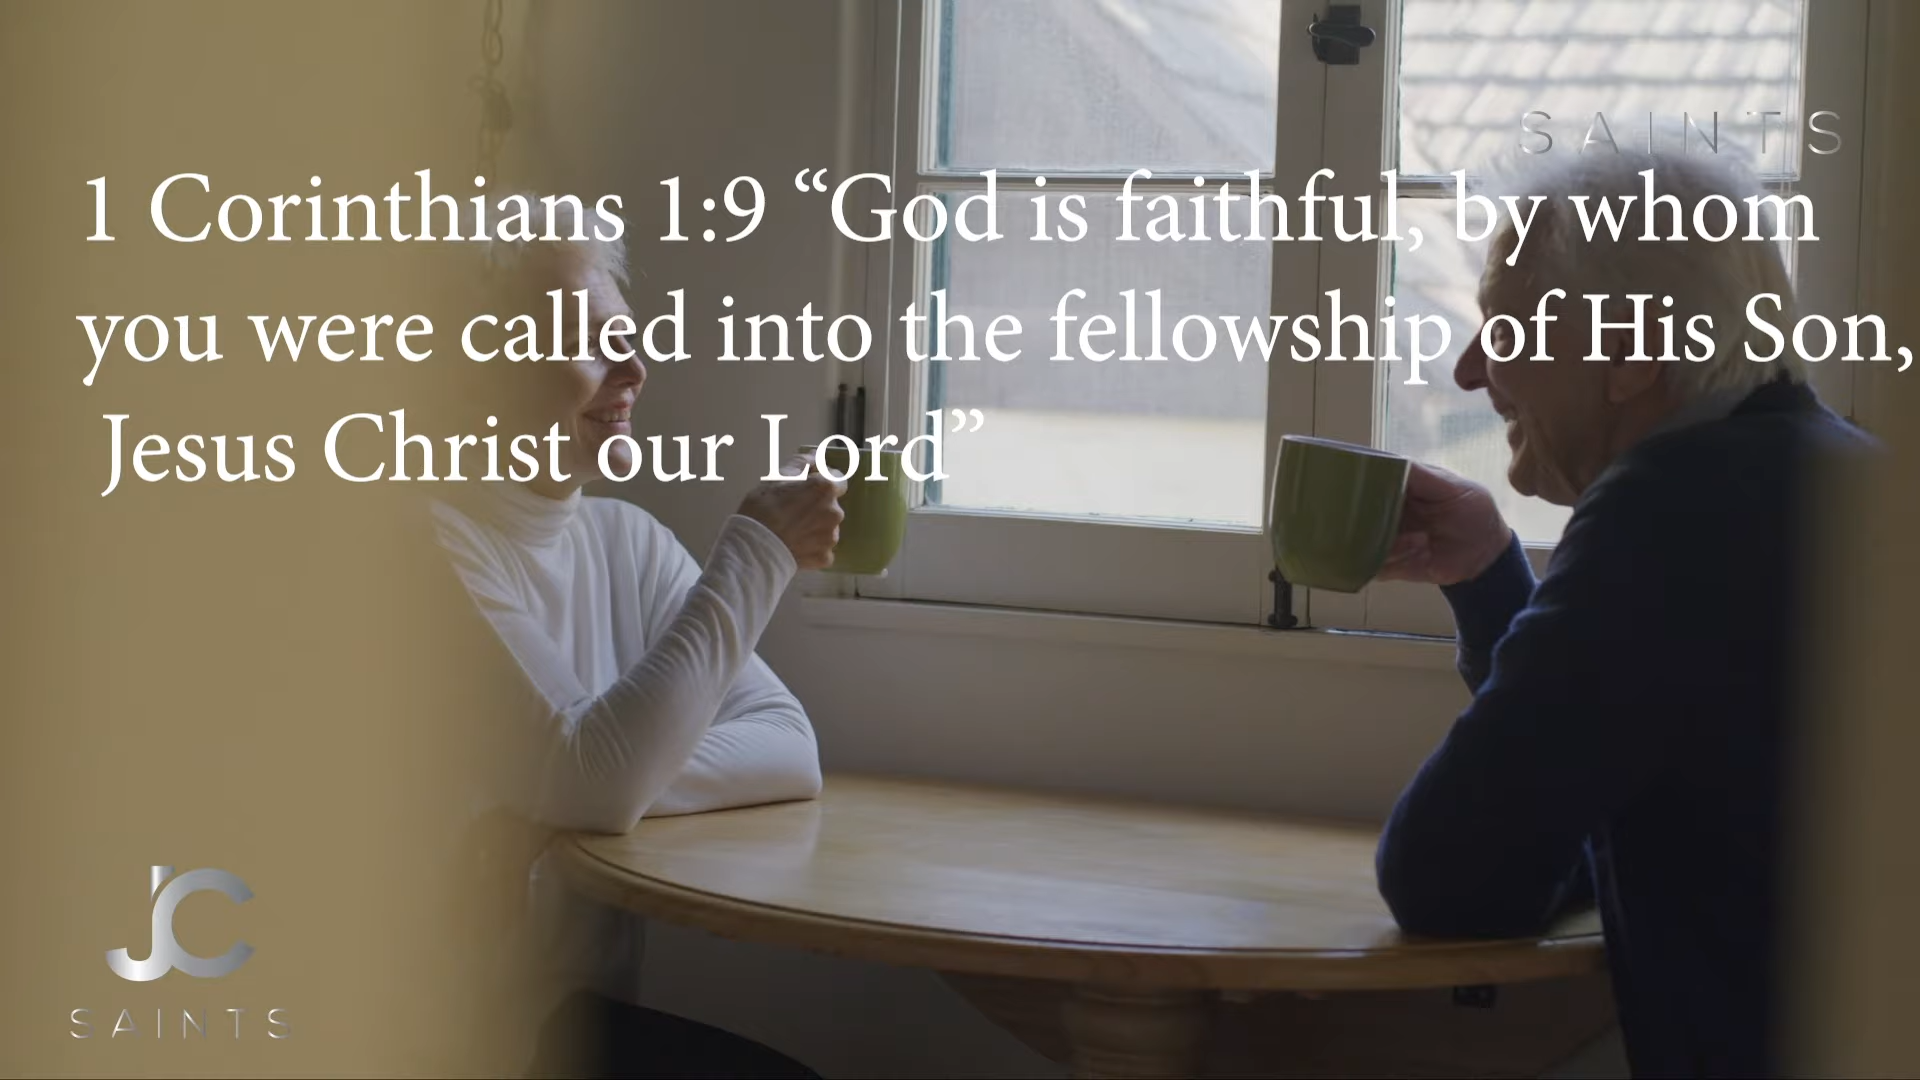 SAINTS
1 Corinthians 1:9 “God is faithful, by whom
you were called into the fellowship of His Son,
Jesus Christ our Lord”
JC
SAINTS